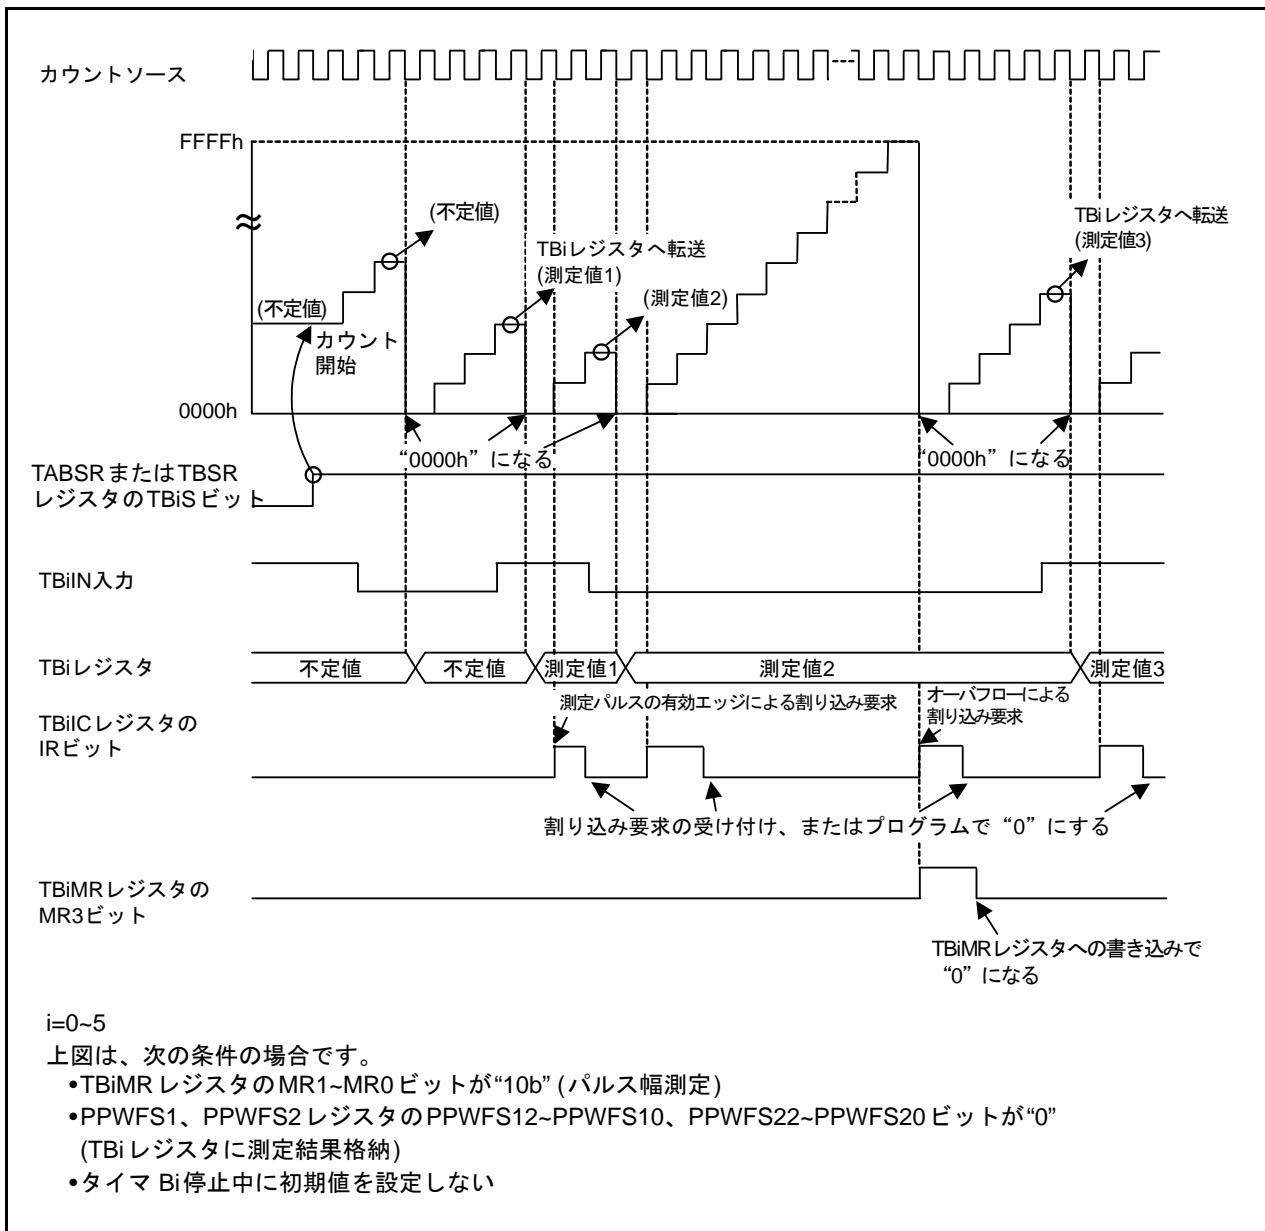 カウントソース
FFFFh
(不定値)
TBiレジスタへ転送
(測定値1)
(測定値2)
TBiレジスタへ転送
(測定値3)
(不定値)
カウント
開始
0000h
“0000h”になる
“0000h”になる
TABSRまたはTBSR
レジスタのTBiSビット
TBiIN入力
TBiレジスタ
不定値
不定値
測定値1
測定値2
測定値3
測定パルスの有効エッジによる割り込み要求
オーバフローによる
割り込み要求
TBiICレジスタの
IRビット
割り込み要求の受け付け、またはプログラムで“0”にする
TBiMRレジスタの
MR3ビット
TBiMRレジスタへの書き込みで
“0”になる
i=0~5
上図は、次の条件の場合です。
•TBiMRレジスタのMR1~MR0ビットが“10b” (パルス幅測定)
•PPWFS1、PPWFS2レジスタのPPWFS12~PPWFS10、PPWFS22~PPWFS20ビットが“0”
(TBiレジスタに測定結果格納)
•タイマ Bi停止中に初期値を設定しない